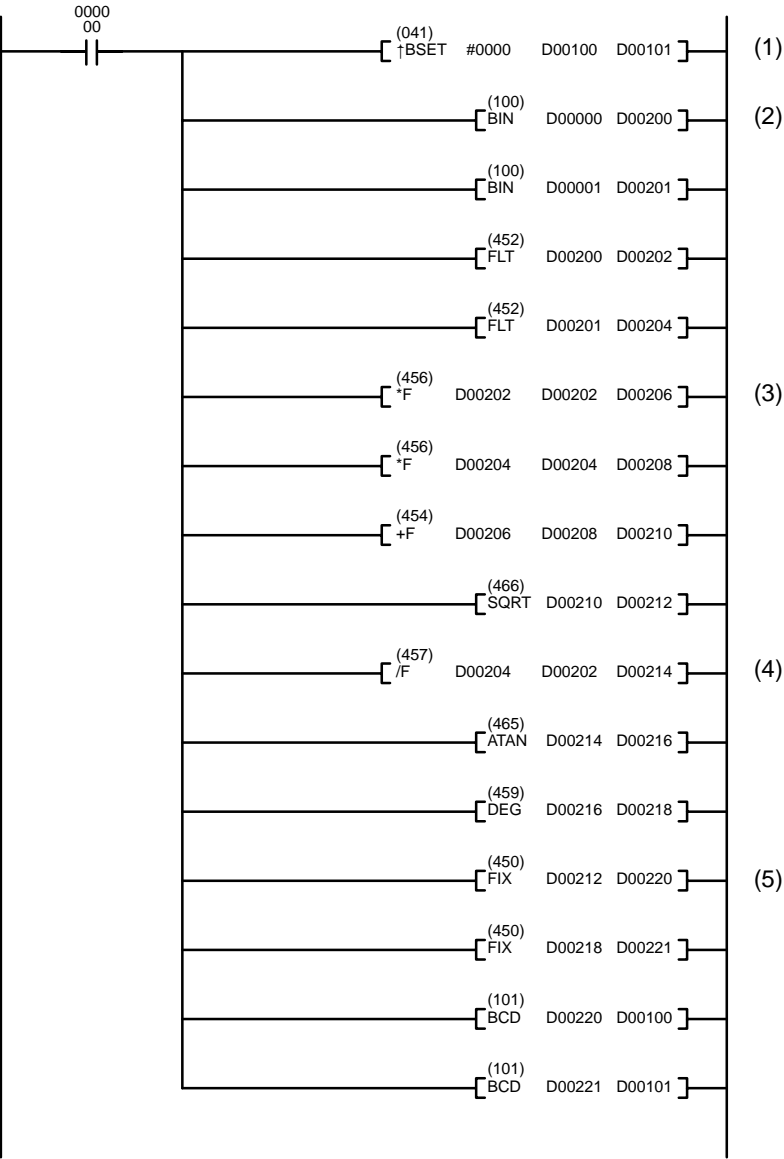 0000
00
(041)
↑BSET #0000 D00100 D00101 (1)
(100)
BIN D00000 D00200 (2)
(100)
BIN D00001 D00201
(452)
FLT D00200 D00202
(452)
FLT D00201 D00204
(456)
*F D00202 D00202 D00206 (3)
(456)
*F D00204 D00204 D00208
(454)
+F D00206 D00208 D00210
(466)
SQRT D00210 D00212
(457)
/F D00204 D00202 D00214 (4)
(465)
ATAN D00214 D00216
(459)
DEG D00216 D00218
(450)
FIX D00212 D00220 (5)
(450)
FIX D00218 D00221
(101)
BCD D00220 D00100
(101)
BCD D00221 D00101